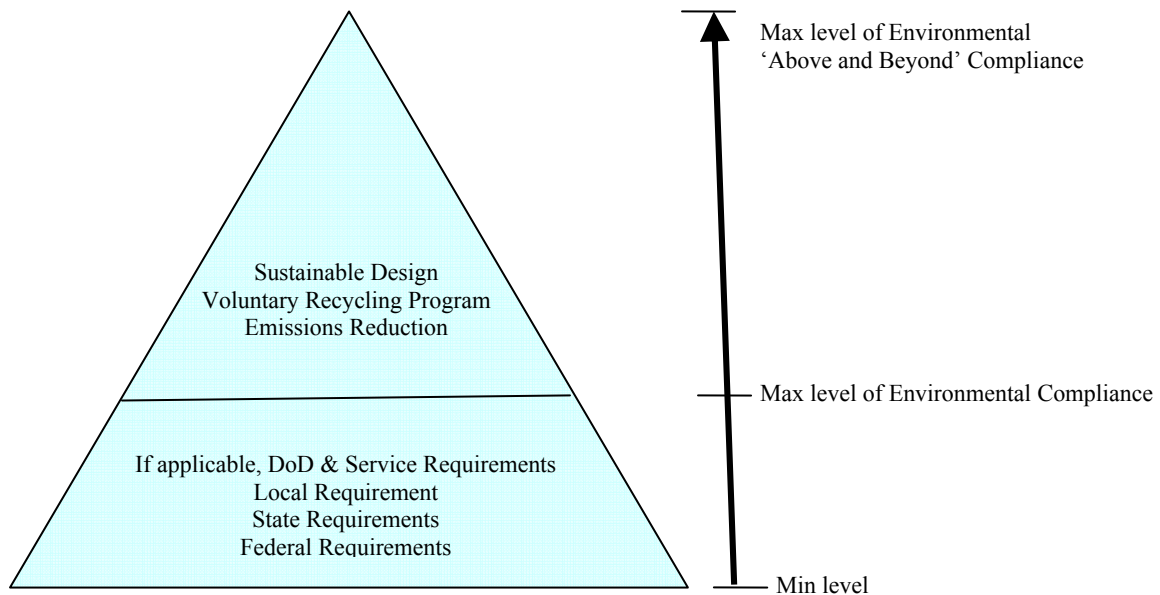 Max level of Environmental
‘Above and Beyond’ Compliance
Sustainable Design
Voluntary Recycling Program
Emissions Reduction
Max level of Environmental Compliance
If applicable, DoD & Service Requirements
Local Requirement
State Requirements
Federal Requirements
Min level